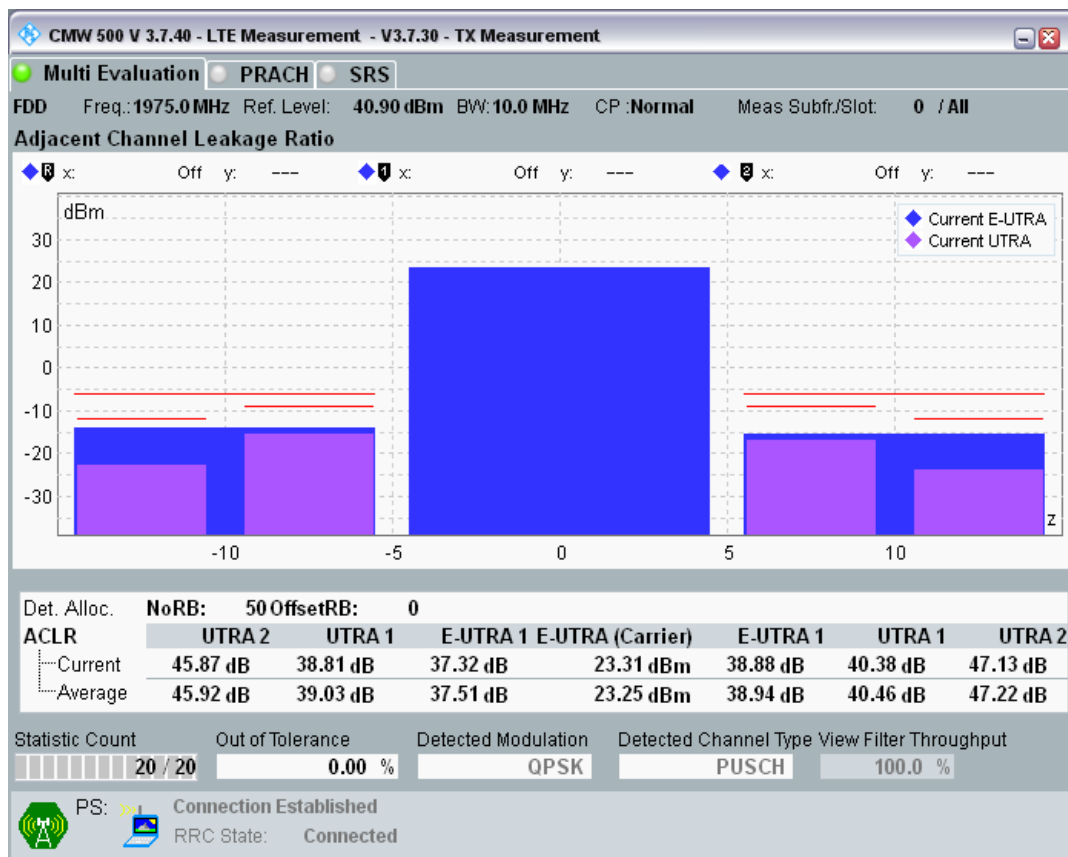 CMW 500 V 3.7.40 - LTE Measurement - V3.7.30 - TX Measurement
Multi Evaluation PRACH SRS
FDD Freq.:1975.0 MHz Ref. Level: 40.90 dBm BW:10.0 MHz CP :Normal Meas Subfr./Slot: 0 / All
Adjacent Channel Leakage Ratio
R x: Off y: --- 1 x: Off y: --- 2 x: Off y: ---
dBm
Current E-UTRA
Current UTRA
30
20
10
0
-10
-20
-30
z
-10 -5 0 5 10
Det. Alloc. NoRB: 50 OffsetRB: 0
ACLR UTRA 2 UTRA 1 E-UTRA 1 E-UTRA (Carrier) E-UTRA 1 UTRA 1 UTRA 2
Current 45.87 dB 38.81 dB 37.32 dB 23.31 dBm 38.88 dB 40.38 dB 47.13 dB
Average 45.92 dB 39.03 dB 37.51 dB 23.25 dBm 38.94 dB 40.46 dB 47.22 dB
Statistic Count Out of Tolerance Detected Modulation Detected Channel Type View Filter Throughput
20 / 20 0.00 % QPSK PUSCH 100.0 %
PS: Connection Established
RRC State: Connected